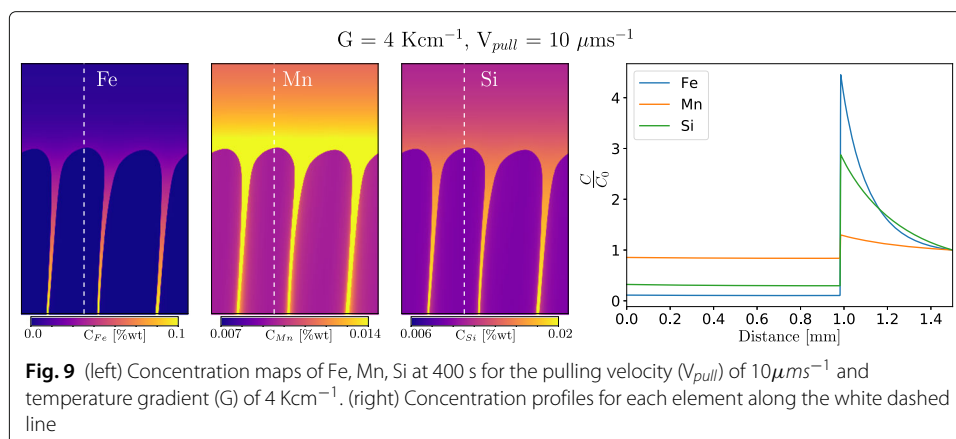 G = 4 Kcm⁻¹, V_pull = 10 μms⁻¹
Fe
Mn
Si
0.0
0.1
C_Fe [%wt]
0.007
0.014
C_Mn [%wt]
0.006
0.02
C_Si [%wt]
Fe
Mn
Si
C/C₀
4
3
2
1
0
0.0 0.2 0.4 0.6 0.8 1.0 1.2 1.4
Distance [mm]
Fig. 9 (left) Concentration maps of Fe, Mn, Si at 400 s for the pulling velocity (V_pull) of 10μms⁻¹ and
temperature gradient (G) of 4 Kcm⁻¹. (right) Concentration profiles for each element along the white dashed
line